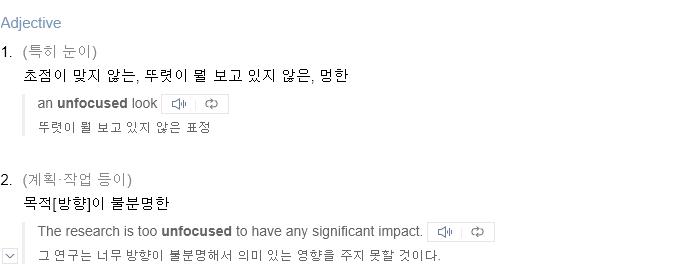 Adjective
1. (특히 눈이)
초점이 맞지 않는, 뚜렷이 뭘 보고 있지 않은, 멍한
an unfocused look
뚜렷이 뭘 보고 있지 않은 표정
2. (계획·작업 등이)
목적[방향]이 불분명한
The research is too unfocused to have any significant impact.
그 연구는 너무 방향이 불분명해서 의미 있는 영향을 주지 못할 것이다.